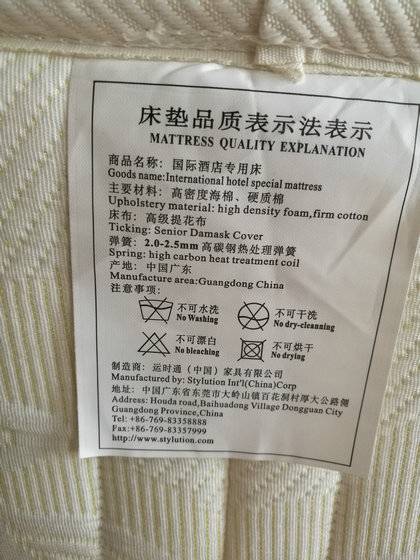 床垫品质表示法表示
MATTRESS QUALITY EXPLANATION
商品名称：国际酒店专用床
Goods name:International hotel special mattress
主要材料：高密度海棉、硬质棉
Upholstery material: high density foam,firm cotton
床布：高级提花布
Ticking: Senior Damask Cover
弹簧：2.0-2.5mm 高碳钢热处理弹簧
Spring: high carbon heat treatment coil
产地：中国广东
Manufacture area:Guangdong China
注意事项：
不可水洗 不可干洗
No Washing No dry-cleanning
不可漂白 不可烘干
No bleaching No drying
制造商：运时通（中国）家具有限公司
Manufactured by: Stylution Int'l(China)Corp
地址：中国广东省东莞市大岭山镇百花洞村厚大公路侧
Address: Houda road,Baihuadong Village Dongguan City
Guangdong Province,China
Tel: +86-769-83358888
Fax:+86-769-83357999
http://www.stylution.com